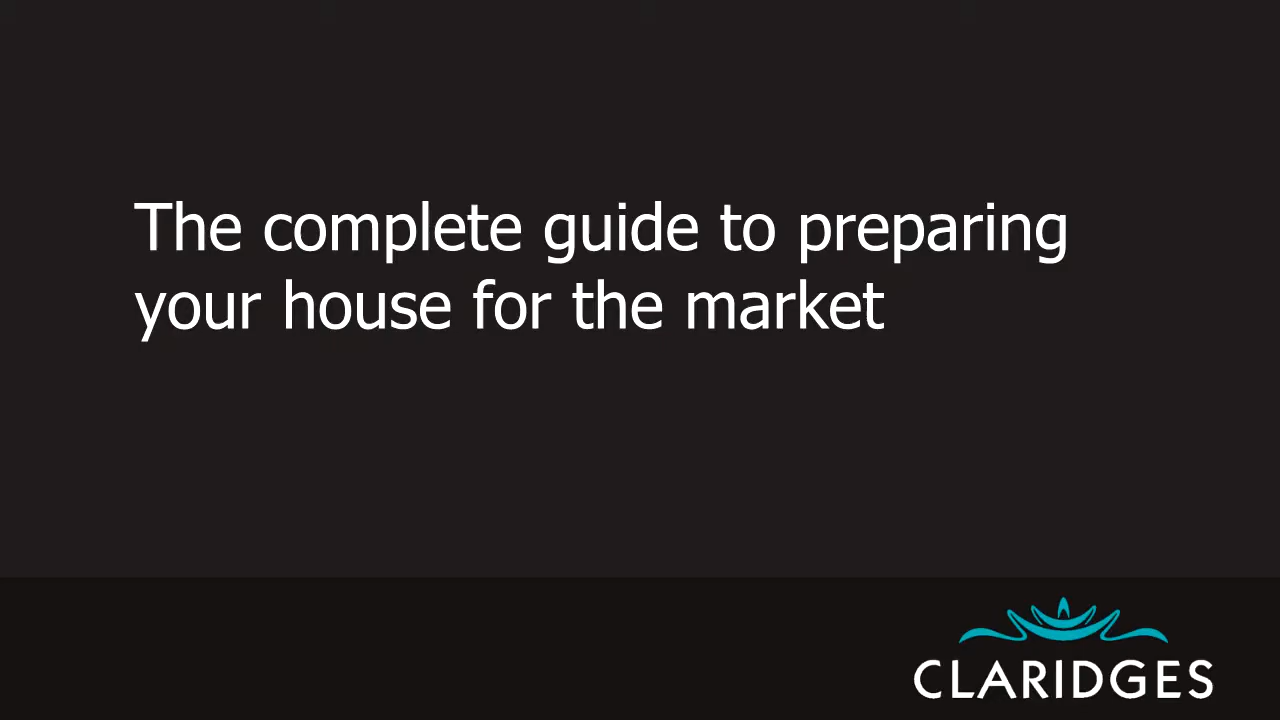 The complete guide to preparing
your house for the market
CLARIDGES